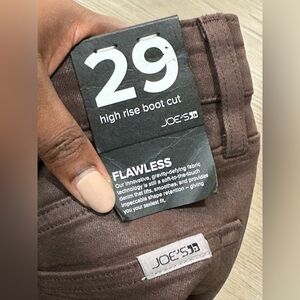 29
high rise boot cut
JOE'S
FLAWLESS
Our innovative, gravity-defying fabric
technology is still a soft-to-the-touch
denim that lifts, smoothes, and provides
impeccable shape retention – giving
you your sexiest fit.
JOE'S